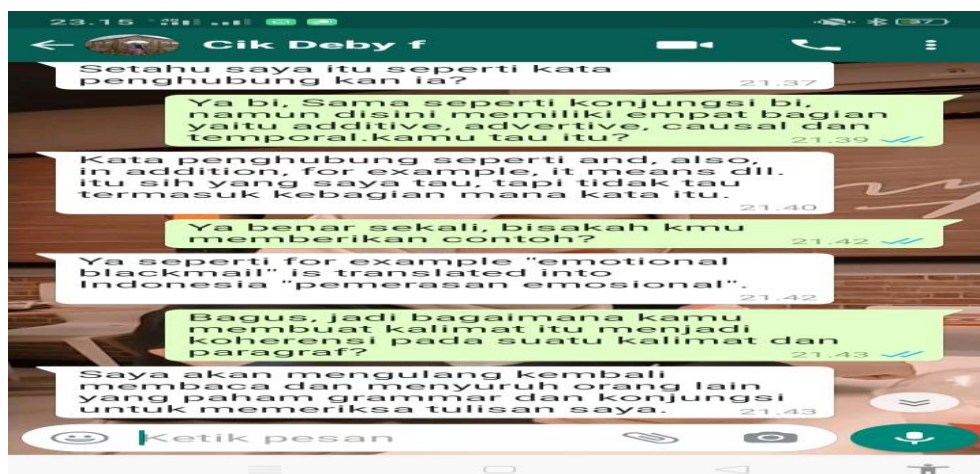 23.15
97
Cik Deby f
Setahu saya itu seperti kata
penghubung kan ia?
21.37
Ya bi, Sama seperti konjungsi bi,
namun disini memiliki empat bagian
yaitu additive, advertive, causal dan
temporal.kamu tau itu?
21.39
Kata penghubung seperti and, also,
in addition, for example, it means dll.
itu sih yang saya tau, tapi tidak tau
termasuk kebagian mana kata itu.
21.40
Ya benar sekali, bisakah kmu
memberikan contoh?
21.42
Ya seperti for example "emotional
blackmail" is translated into
Indonesia "pemerasan emosional".
21.42
Bagus, jadi bagaimana kamu
membuat kalimat itu menjadi
koherensi pada suatu kalimat dan
paragraf?
21.43
Saya akan mengulang kembali
membaca dan menyuruh orang lain
yang paham grammar dan konjungsi
untuk memeriksa tulisan saya.
21.43
Ketik pesan